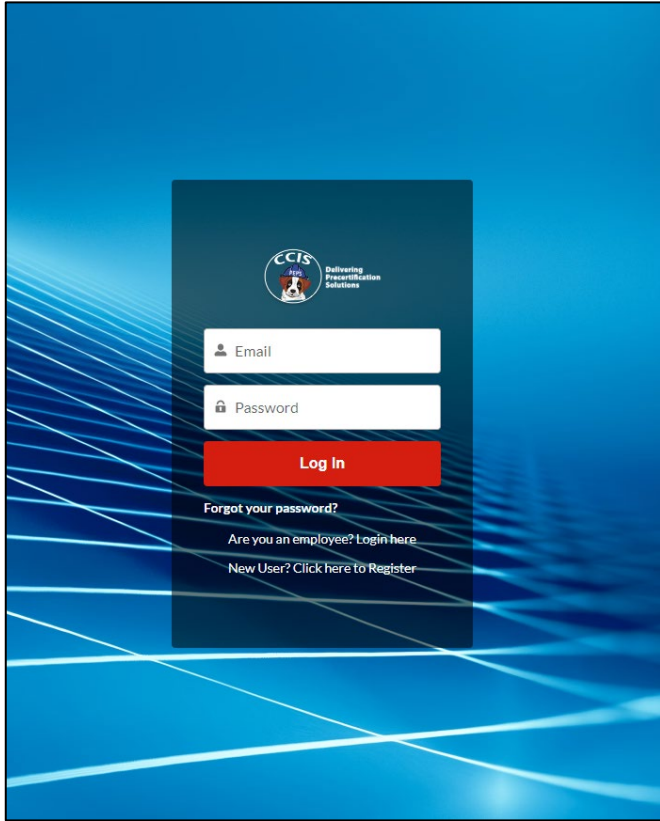 CCIS
PEPS
Delivering
Precertification
Solutions
Email
Password
Log In
Forgot your password?
Are you an employee? Login here
New User? Click here to Register